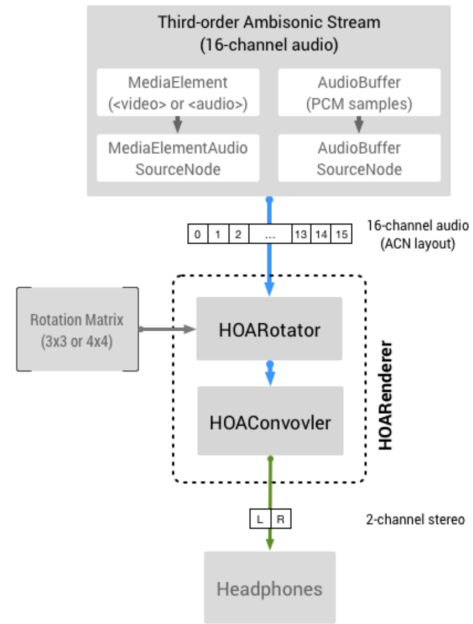 Third-order Ambisonic Stream
(16-channel audio)
MediaElement
(<video> or <audio>)
AudioBuffer
(PCM samples)
MediaElementAudio
SourceNode
AudioBuffer
SourceNode
0 1 2 ... 13 14 15
16-channel audio
(ACN layout)
Rotation Matrix
(3x3 or 4x4)
HOARotator
HOAConvovler
HOARenderer
L R
2-channel stereo
Headphones